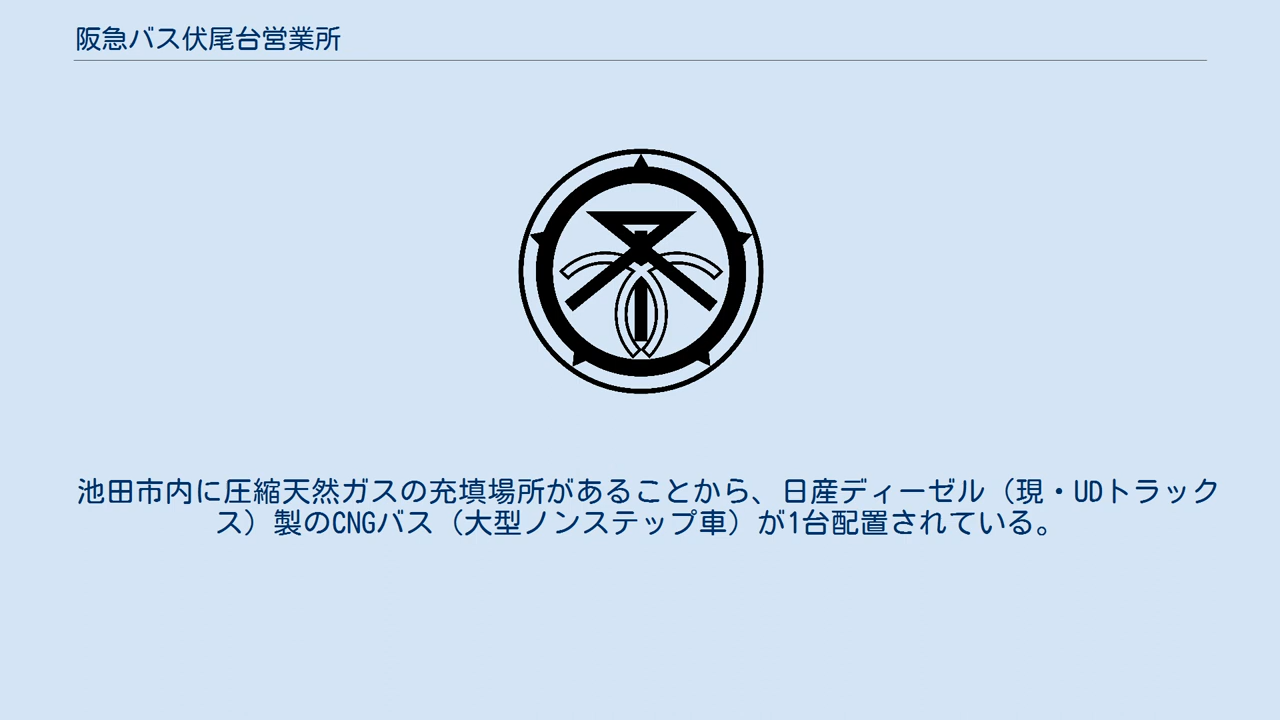 阪急バス伏尾台営業所
池田市内に圧縮天然ガスの充填場所があることから、日産ディーゼル（現・UDトラック
ス）製のCNGバス（大型ノンステップ車）が1台配置されている。